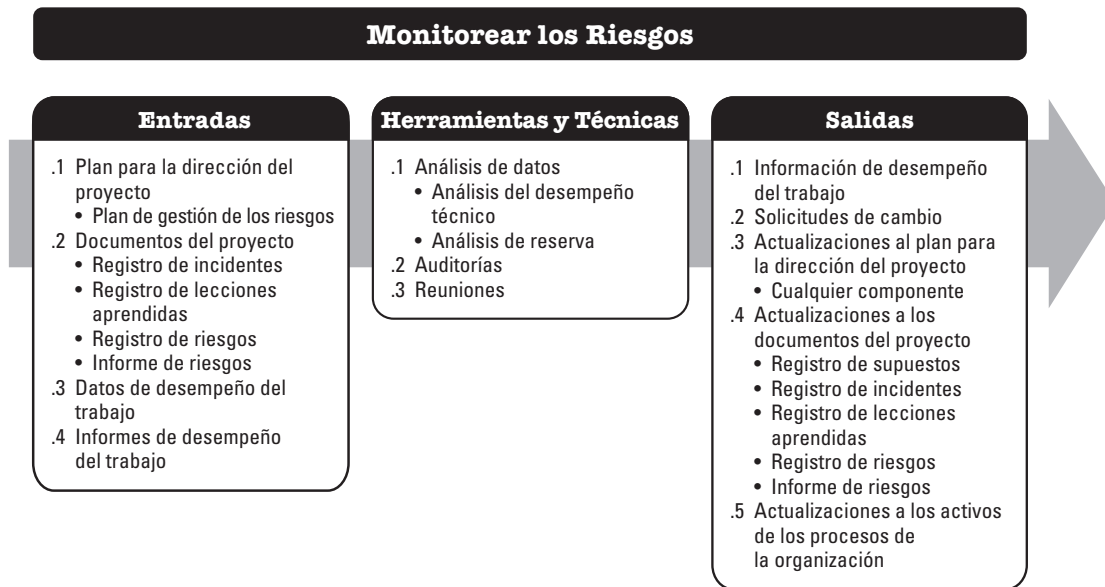 Monitorear los Riesgos
Entradas
.1 Plan para la dirección del
proyecto
• Plan de gestión de los riesgos
.2 Documentos del proyecto
• Registro de incidentes
• Registro de lecciones
aprendidas
• Registro de riesgos
• Informe de riesgos
.3 Datos de desempeño del
trabajo
.4 Informes de desempeño
del trabajo
Herramientas y Técnicas
.1 Análisis de datos
• Análisis del desempeño
técnico
• Análisis de reserva
.2 Auditorías
.3 Reuniones
Salidas
.1 Información de desempeño
del trabajo
.2 Solicitudes de cambio
.3 Actualizaciones al plan para
la dirección del proyecto
• Cualquier componente
.4 Actualizaciones a los
documentos del proyecto
• Registro de supuestos
• Registro de incidentes
• Registro de lecciones
aprendidas
• Registro de riesgos
• Informe de riesgos
.5 Actualizaciones a los activos
de los procesos de
la organización